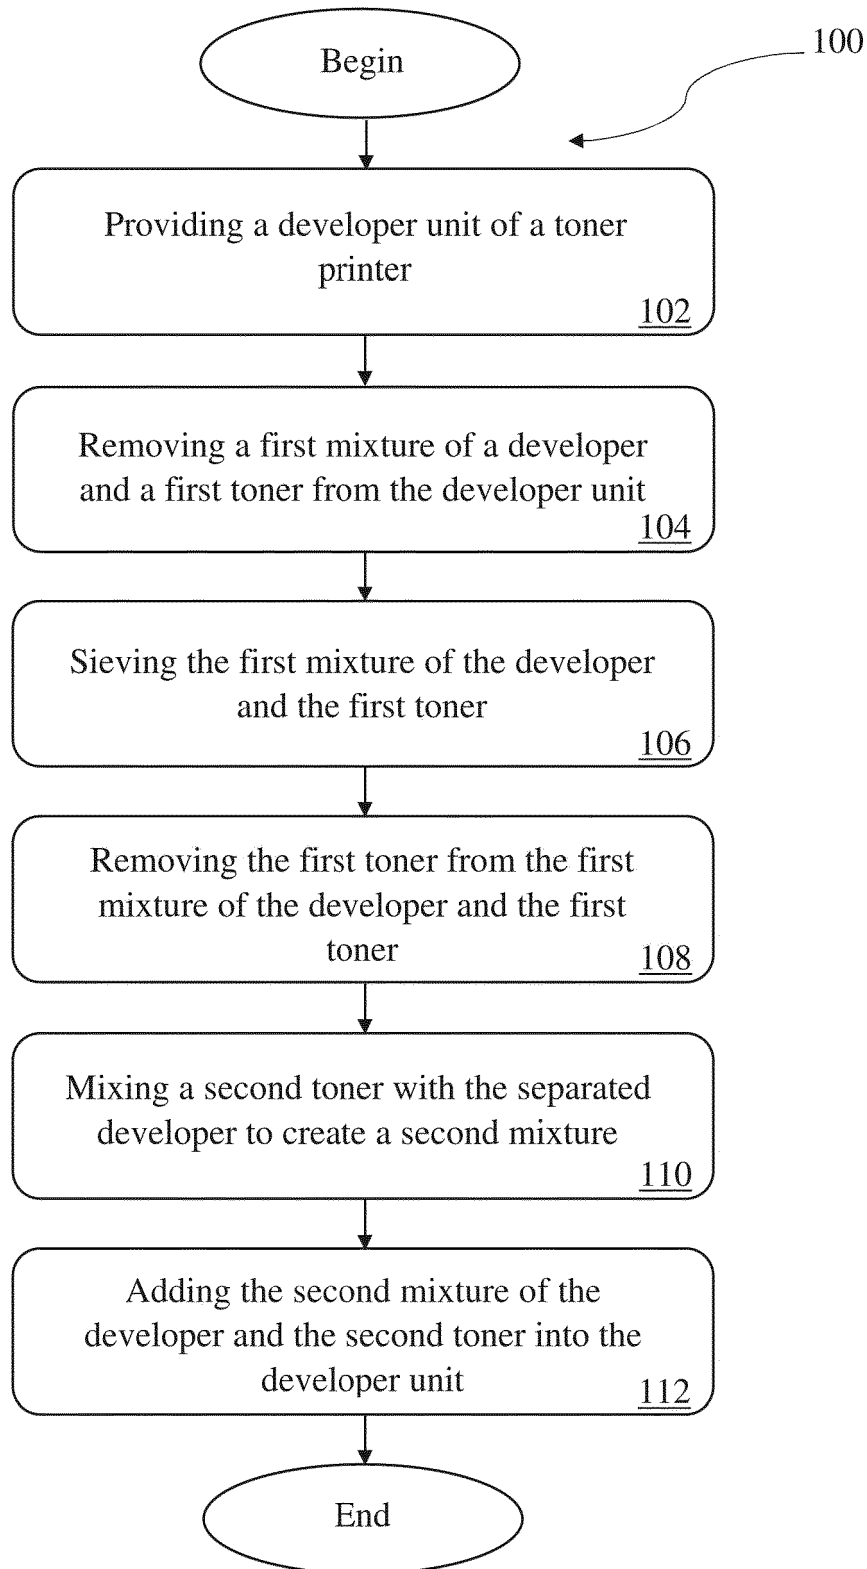 Begin
100
Providing a developer unit of a toner
printer
102
Removing a first mixture of a developer
and a first toner from the developer unit
104
Sieving the first mixture of the developer
and the first toner
106
Removing the first toner from the first
mixture of the developer and the first
toner
108
Mixing a second toner with the separated
developer to create a second mixture
110
Adding the second mixture of the
developer and the second toner into the
developer unit
112
End